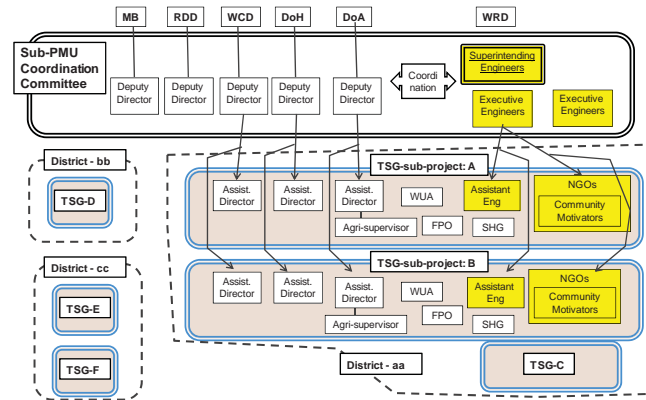 MB RDD WCD DoH DoA WRD
Sub-PMU
Coordination
Committee
Superintending
Engineers
Coordi
nation
Deputy
Director
Deputy
Director
Deputy
Director
Deputy
Director
Deputy
Director
Executive
Engineers
Executive
Engineers
District - bb
TSG-D
TSG-sub-project: A
Assist.
Director
Assist.
Director
Assist.
Director
WUA
Assistant
Eng
NGOs
Community
Motivators
Agri-supervisor
FPO
SHG
District - cc
TSG-E
TSG-F
TSG-sub-project: B
Assist.
Director
Assist.
Director
Assist.
Director
WUA
Assistant
Eng
NGOs
Community
Motivators
Agri-supervisor
FPO
SHG
District - aa
TSG-C